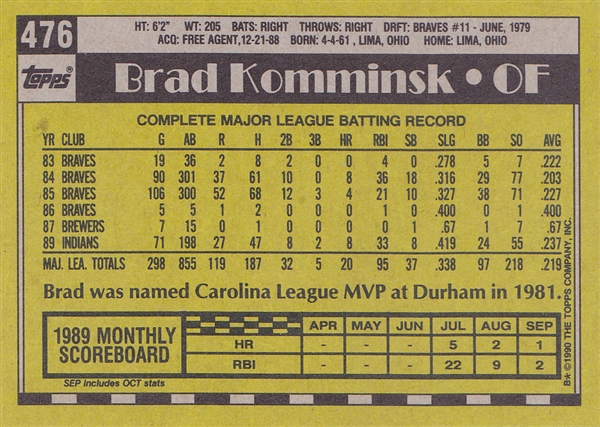 476
HT: 6'2" WT: 205 BATS: RIGHT THROWS: RIGHT DRFT: BRAVES #11 - JUNE, 1979
ACQ: FREE AGENT,12-21-88 BORN: 4-4-61 , LIMA, OHIO HOME: LIMA, OHIO
TOPPS
Brad Komminsk • OF
COMPLETE MAJOR LEAGUE BATTING RECORD
YR CLUB G AB R H 2B 3B HR RBI SB SLG BB SO AVG
83 BRAVES 19 36 2 8 2 0 0 4 0 .278 5 7 .222
84 BRAVES 90 301 37 61 10 0 8 36 18 .316 29 77 .203
85 BRAVES 106 300 52 68 12 3 4 21 10 .327 38 71 .227
86 BRAVES 5 5 1 2 0 0 0 1 0 .400 0 1 .400
87 BREWERS 7 15 0 1 0 0 0 0 1 .67 1 7 .67
89 INDIANS 71 198 27 47 8 2 8 33 8 .419 24 55 .237
MAJ. LEA. TOTALS 298 855 119 187 32 5 20 95 37 .338 97 218 .219
Brad was named Carolina League MVP at Durham in 1981.
1989 MONTHLY
SCOREBOARD
APR MAY JUN JUL AUG SEP
HR - - - 5 2 1
RBI - - - 22 9 2
SEP includes OCT stats
B* ©1990 THE TOPPS COMPANY, INC.